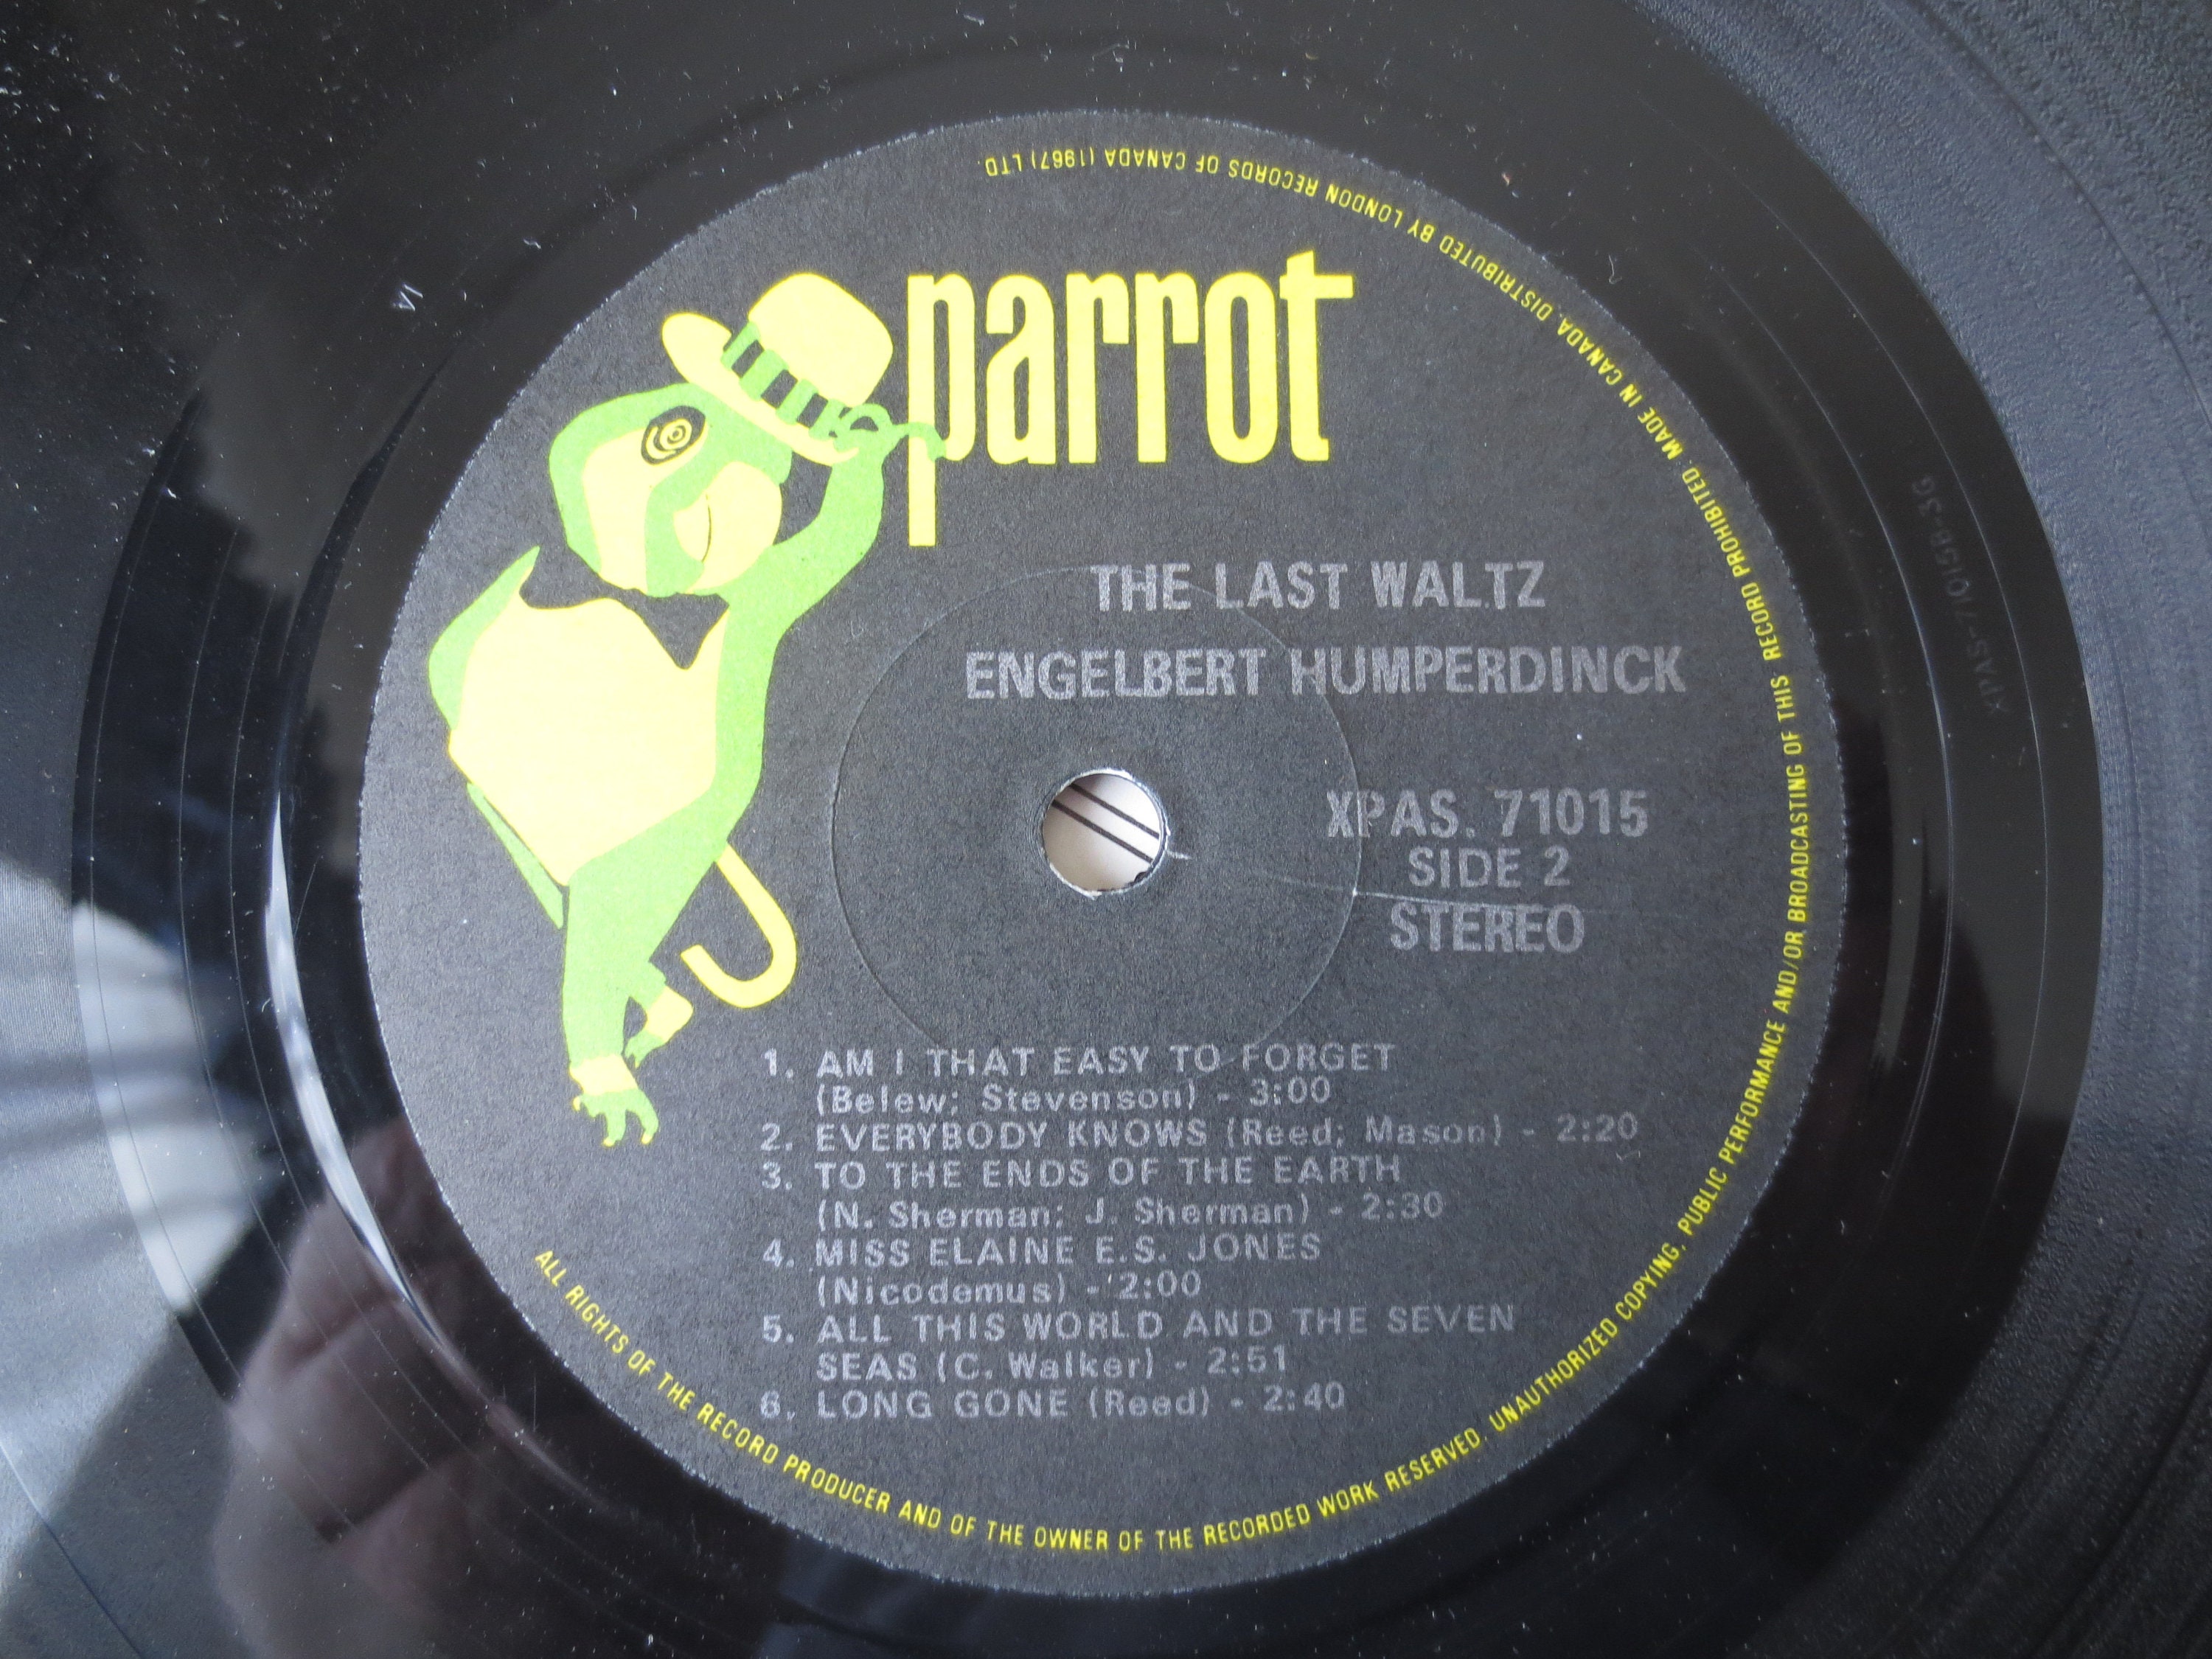 parrot
THE LAST WALTZ
ENGELBERT HUMPERDINCK
XPAS. 71015
SIDE 2
STEREO
1. AM I THAT EASY TO FORGET
(Belew; Stevenson) - 3:00
2. EVERYBODY KNOWS (Reed; Mason) - 2:20
3. TO THE ENDS OF THE EARTH
(N. Sherman; J. Sherman) - 2:30
4. MISS ELAINE E.S. JONES
(Nicodemus) - 2:00
5. ALL THIS WORLD AND THE SEVEN
SEAS (C. Walker) - 2:51
6. LONG GONE (Reed) - 2:40
ALL RIGHTS OF THE RECORD PRODUCER AND OF THE OWNER OF THE RECORDED WORK RESERVED. UNAUTHORIZED COPYING, PUBLIC PERFORMANCE AND/OR BROADCASTING OF THIS RECORD PROHIBITED. MADE IN CANADA. DISTRIBUTED BY LONDON RECORDS OF CANADA (1967) LTD.
XPAS-71015B-3G